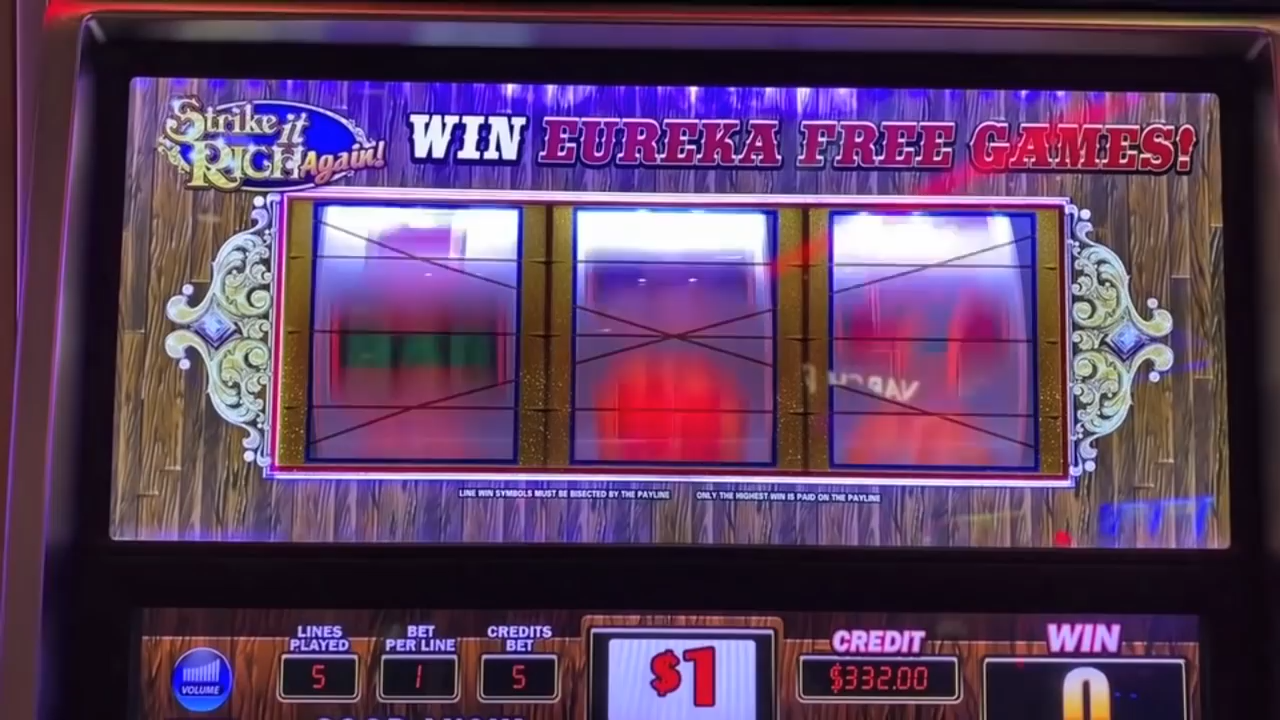 Strike it
RICH Again!
WIN EUREKA FREE GAMES!
LINE WIN SYMBOLS MUST BE BISECTED BY THE PAYLINE
ONLY THE HIGHEST WIN IS PAID ON THE PAYLINE
LINES
PLAYED
5
BET
PER LINE
1
CREDITS
BET
5
VOLUME
$1
CREDIT
$332.00
WIN
0